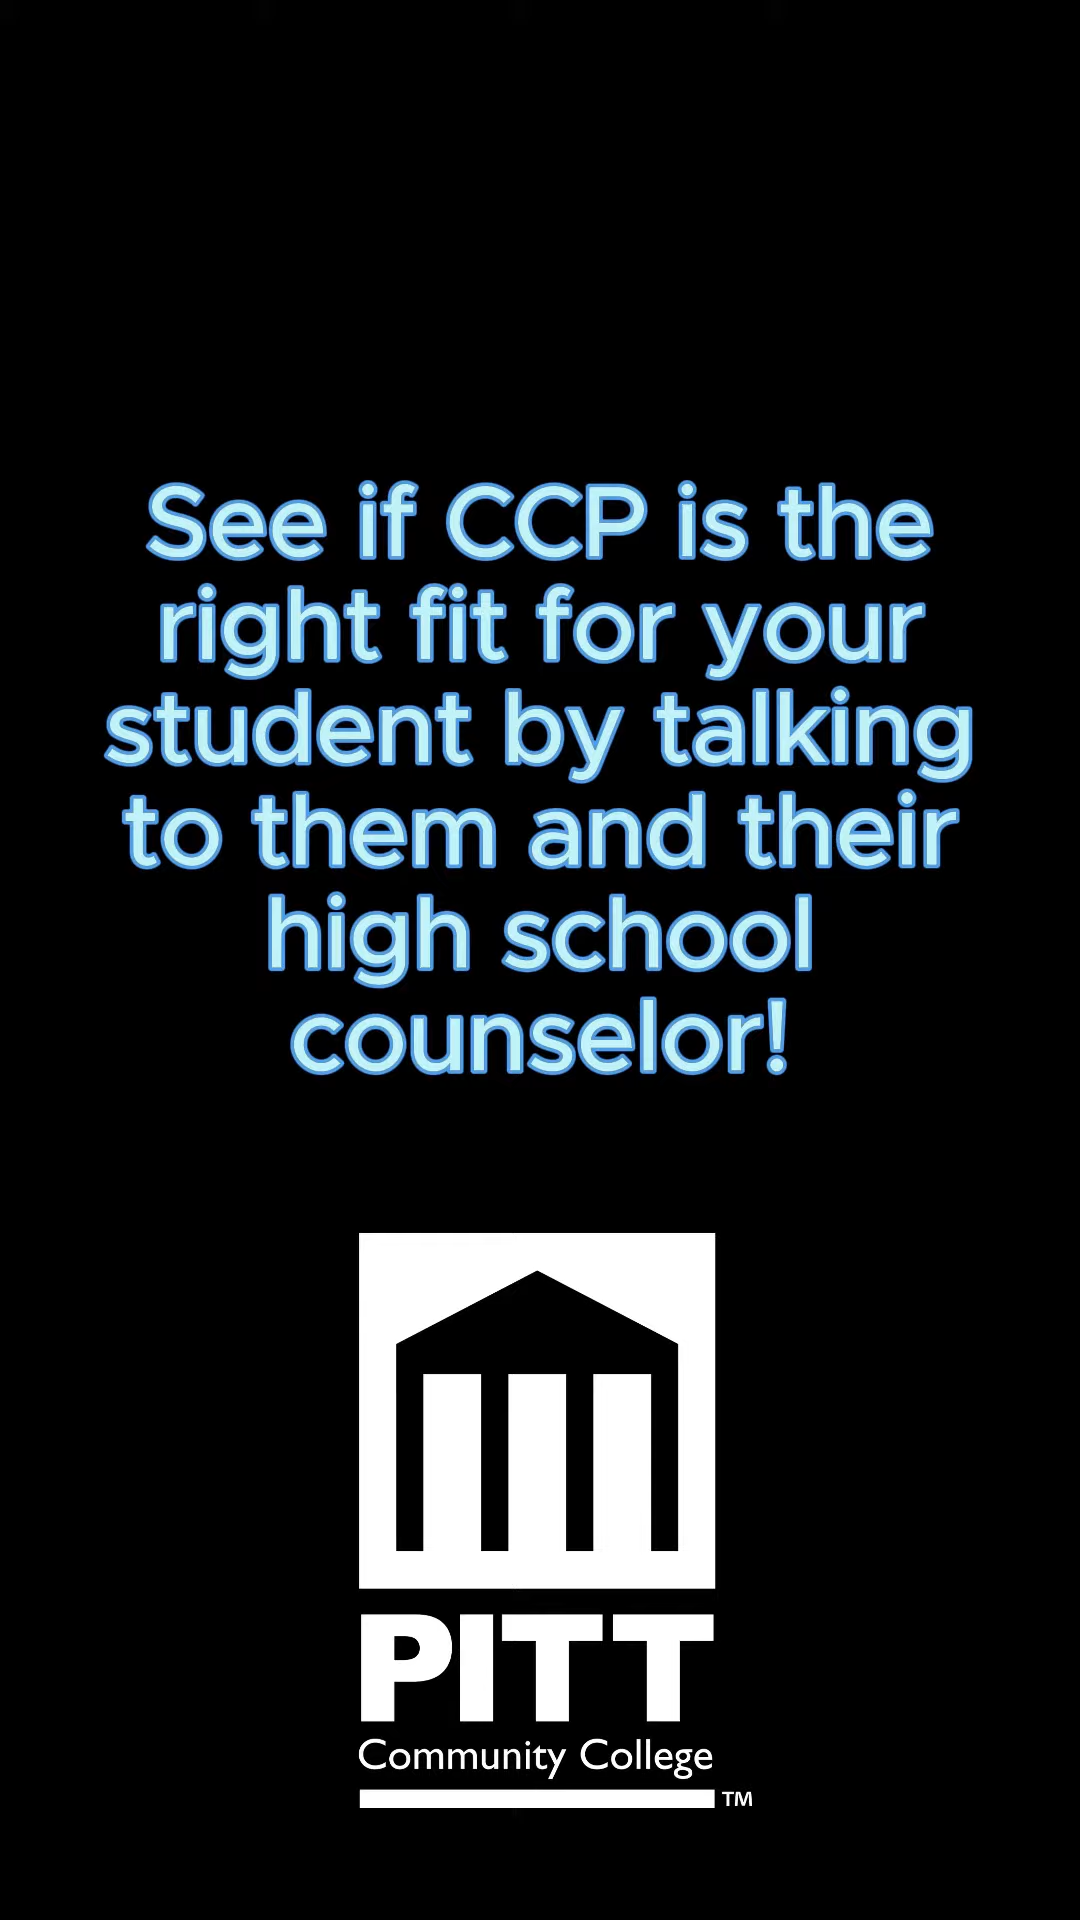 See if CCP is the
right fit for your
student by talking
to them and their
high school
counselor!
PITT
Community College
TM